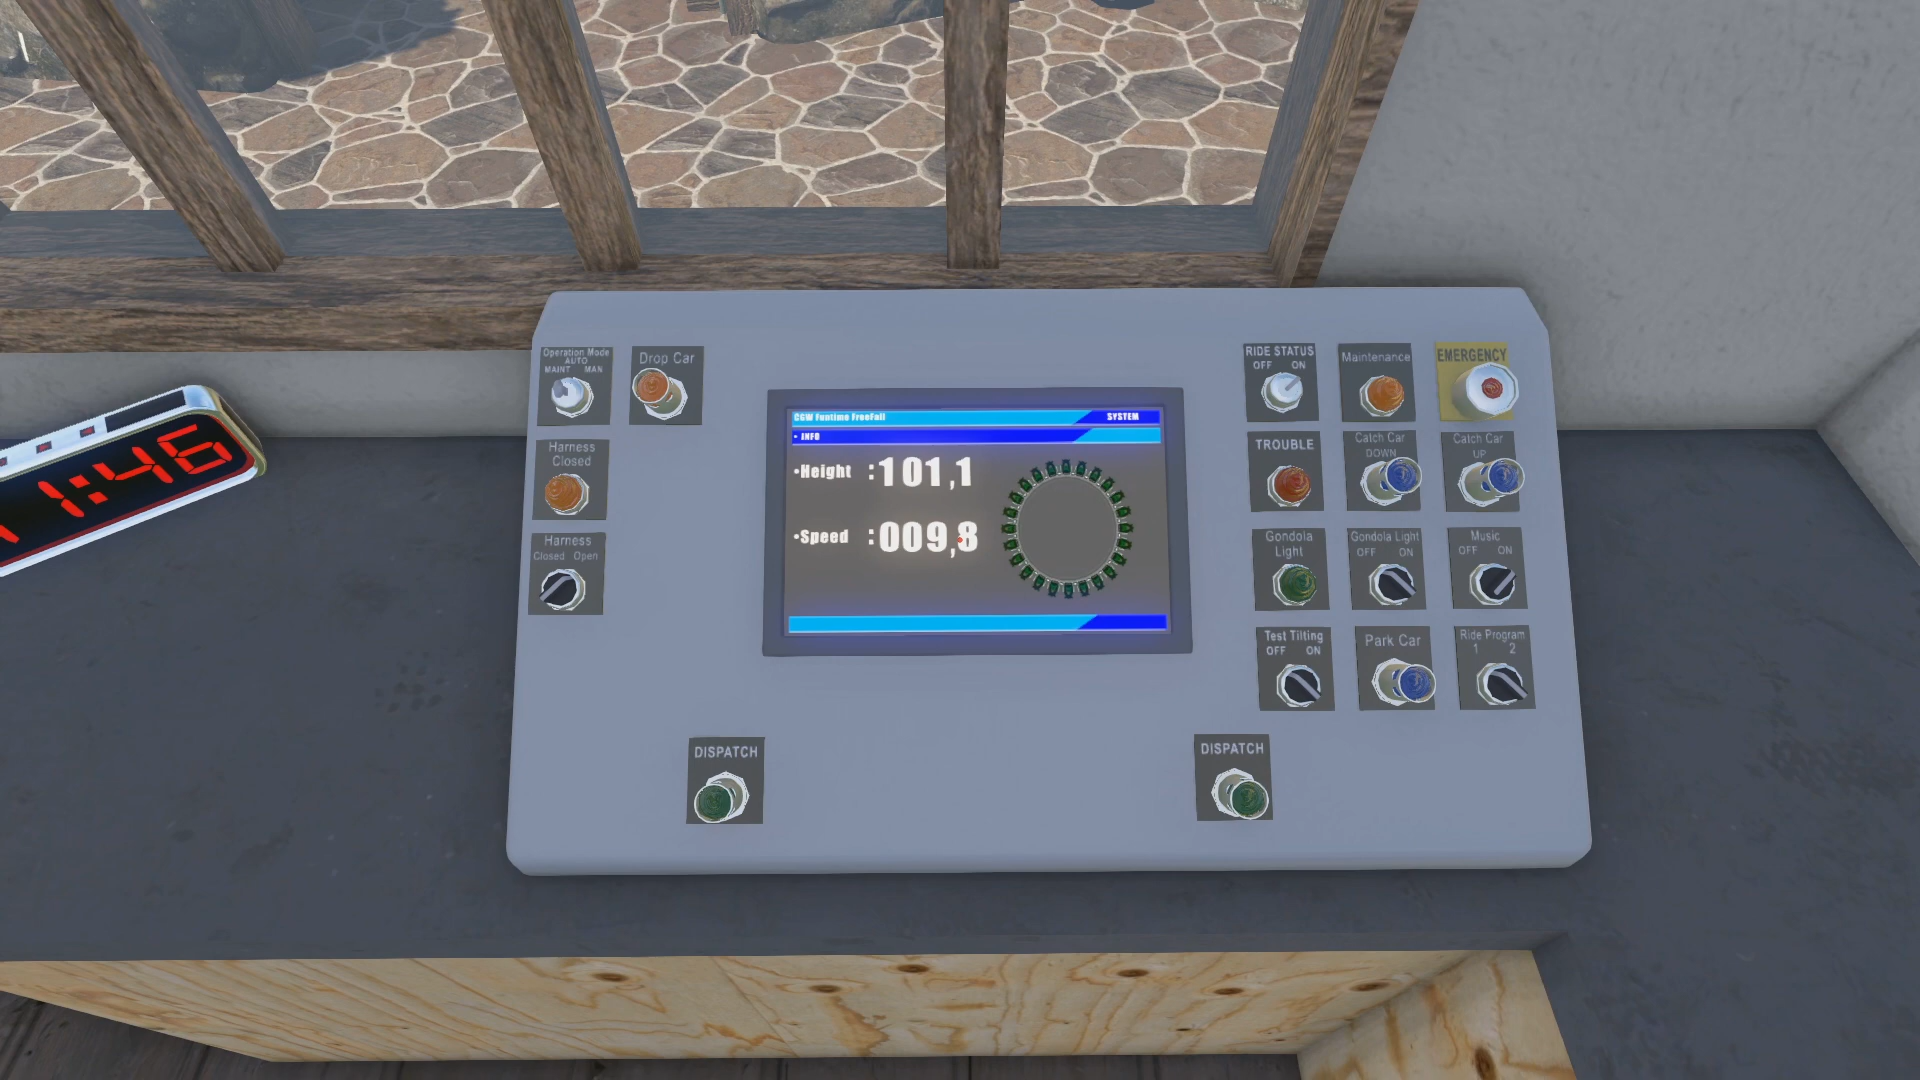 1:46
Operation Mode
AUTO
MAINT MAN
Drop Car
Harness
Closed
Harness
Closed Open
CGW Funtime FreeFall
SYSTEM
• INFO
•Height :101,1
•Speed :009,8
RIDE STATUS
OFF ON
Maintenance
EMERGENCY
TROUBLE
Catch Car
DOWN
Catch Car
UP
Gondola
Light
Gondola Light
OFF ON
Music
OFF ON
Test Tilting
OFF ON
Park Car
Ride Program
1 2
DISPATCH
DISPATCH